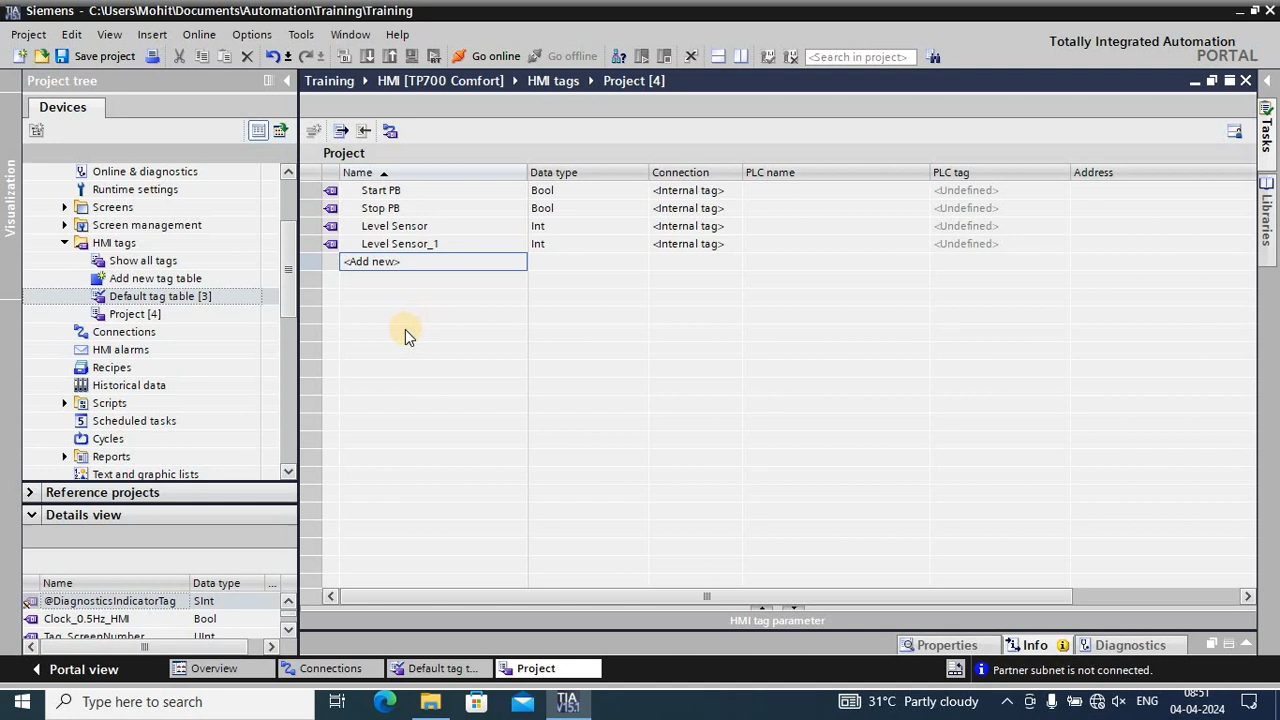 Siemens - C:\Users\Mohit\Documents\Automation\Training\Training
Project Edit View Insert Online Options Tools Window Help
Totally Integrated Automation
PORTAL
Save project Go online Go offline <Search in project>
Project tree
Training HMI [TP700 Comfort] HMI tags Project [4]
Devices
Visualization
Tasks
Libraries
Project
Online & diagnostics
Runtime settings
Screens
Screen management
HMI tags
Show all tags
Add new tag table
Default tag table [3]
Project [4]
Connections
HMI alarms
Recipes
Historical data
Scripts
Scheduled tasks
Cycles
Reports
Text and graphic lists
Name Data type Connection PLC name PLC tag Address
Start PB Bool <Internal tag> <Undefined>
Stop PB Bool <Internal tag> <Undefined>
Level Sensor Int <Internal tag> <Undefined>
Level Sensor_1 Int <Internal tag> <Undefined>
<Add new>
Reference projects
Details view
Name Data type ...
@DiagnosticsIndicatorTag SInt
Clock_0.5Hz_HMI Bool
Tag_ScreenNumber UInt
HMI tag parameter
Properties Info Diagnostics
Portal view Overview Connections Default tag t... Project Partner subnet is not connected.
Type here to search
TIA V15.1
31°C Partly cloudy ENG 08:51
04-04-2024